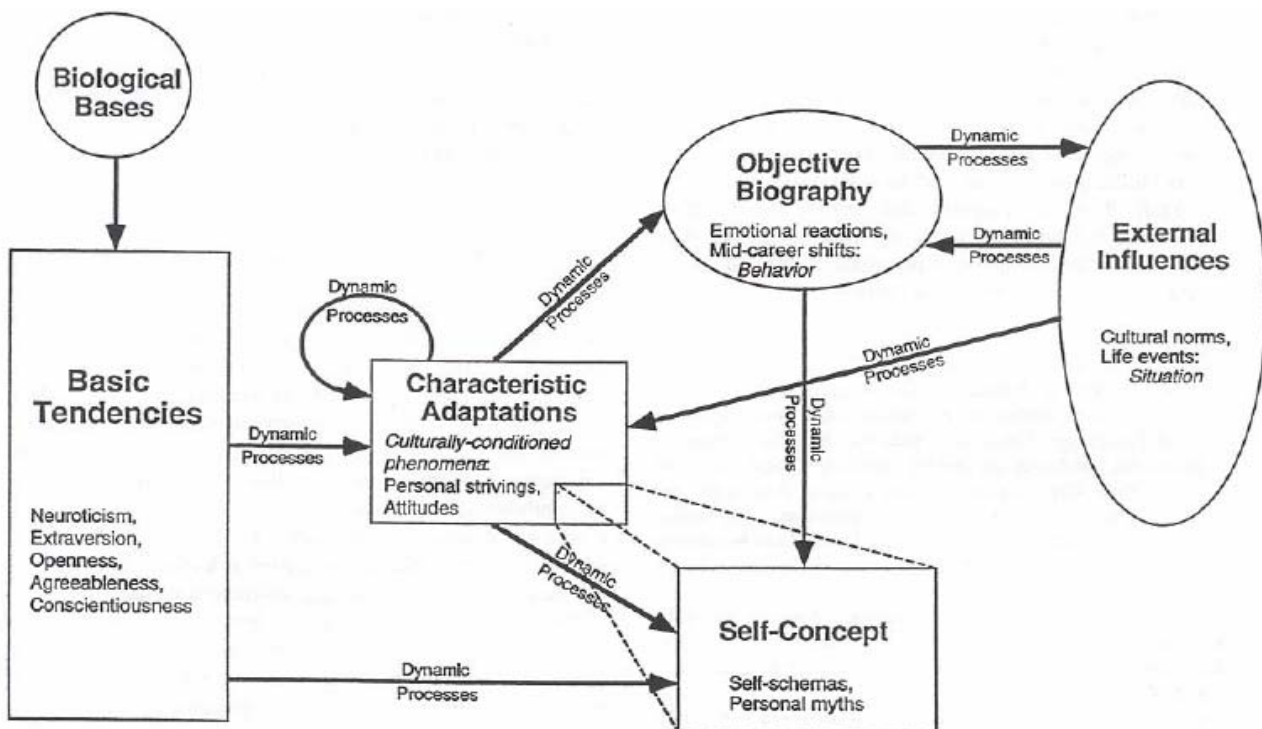 Biological
Bases
Basic
Tendencies
Neuroticism,
Extraversion,
Openness,
Agreeableness,
Conscientiousness
Dynamic
Processes
Dynamic
Processes
Characteristic
Adaptations
Culturally-conditioned
phenomena:
Personal strivings,
Attitudes
Dynamic
Processes
Objective
Biography
Emotional reactions,
Mid-career shifts:
Behavior
Dynamic
Processes
Dynamic
Processes
External
Influences
Cultural norms,
Life events:
Situation
Dynamic
Processes
Dynamic
Processes
Dynamic
Processes
Dynamic
Processes
Self-Concept
Self-schemas,
Personal myths